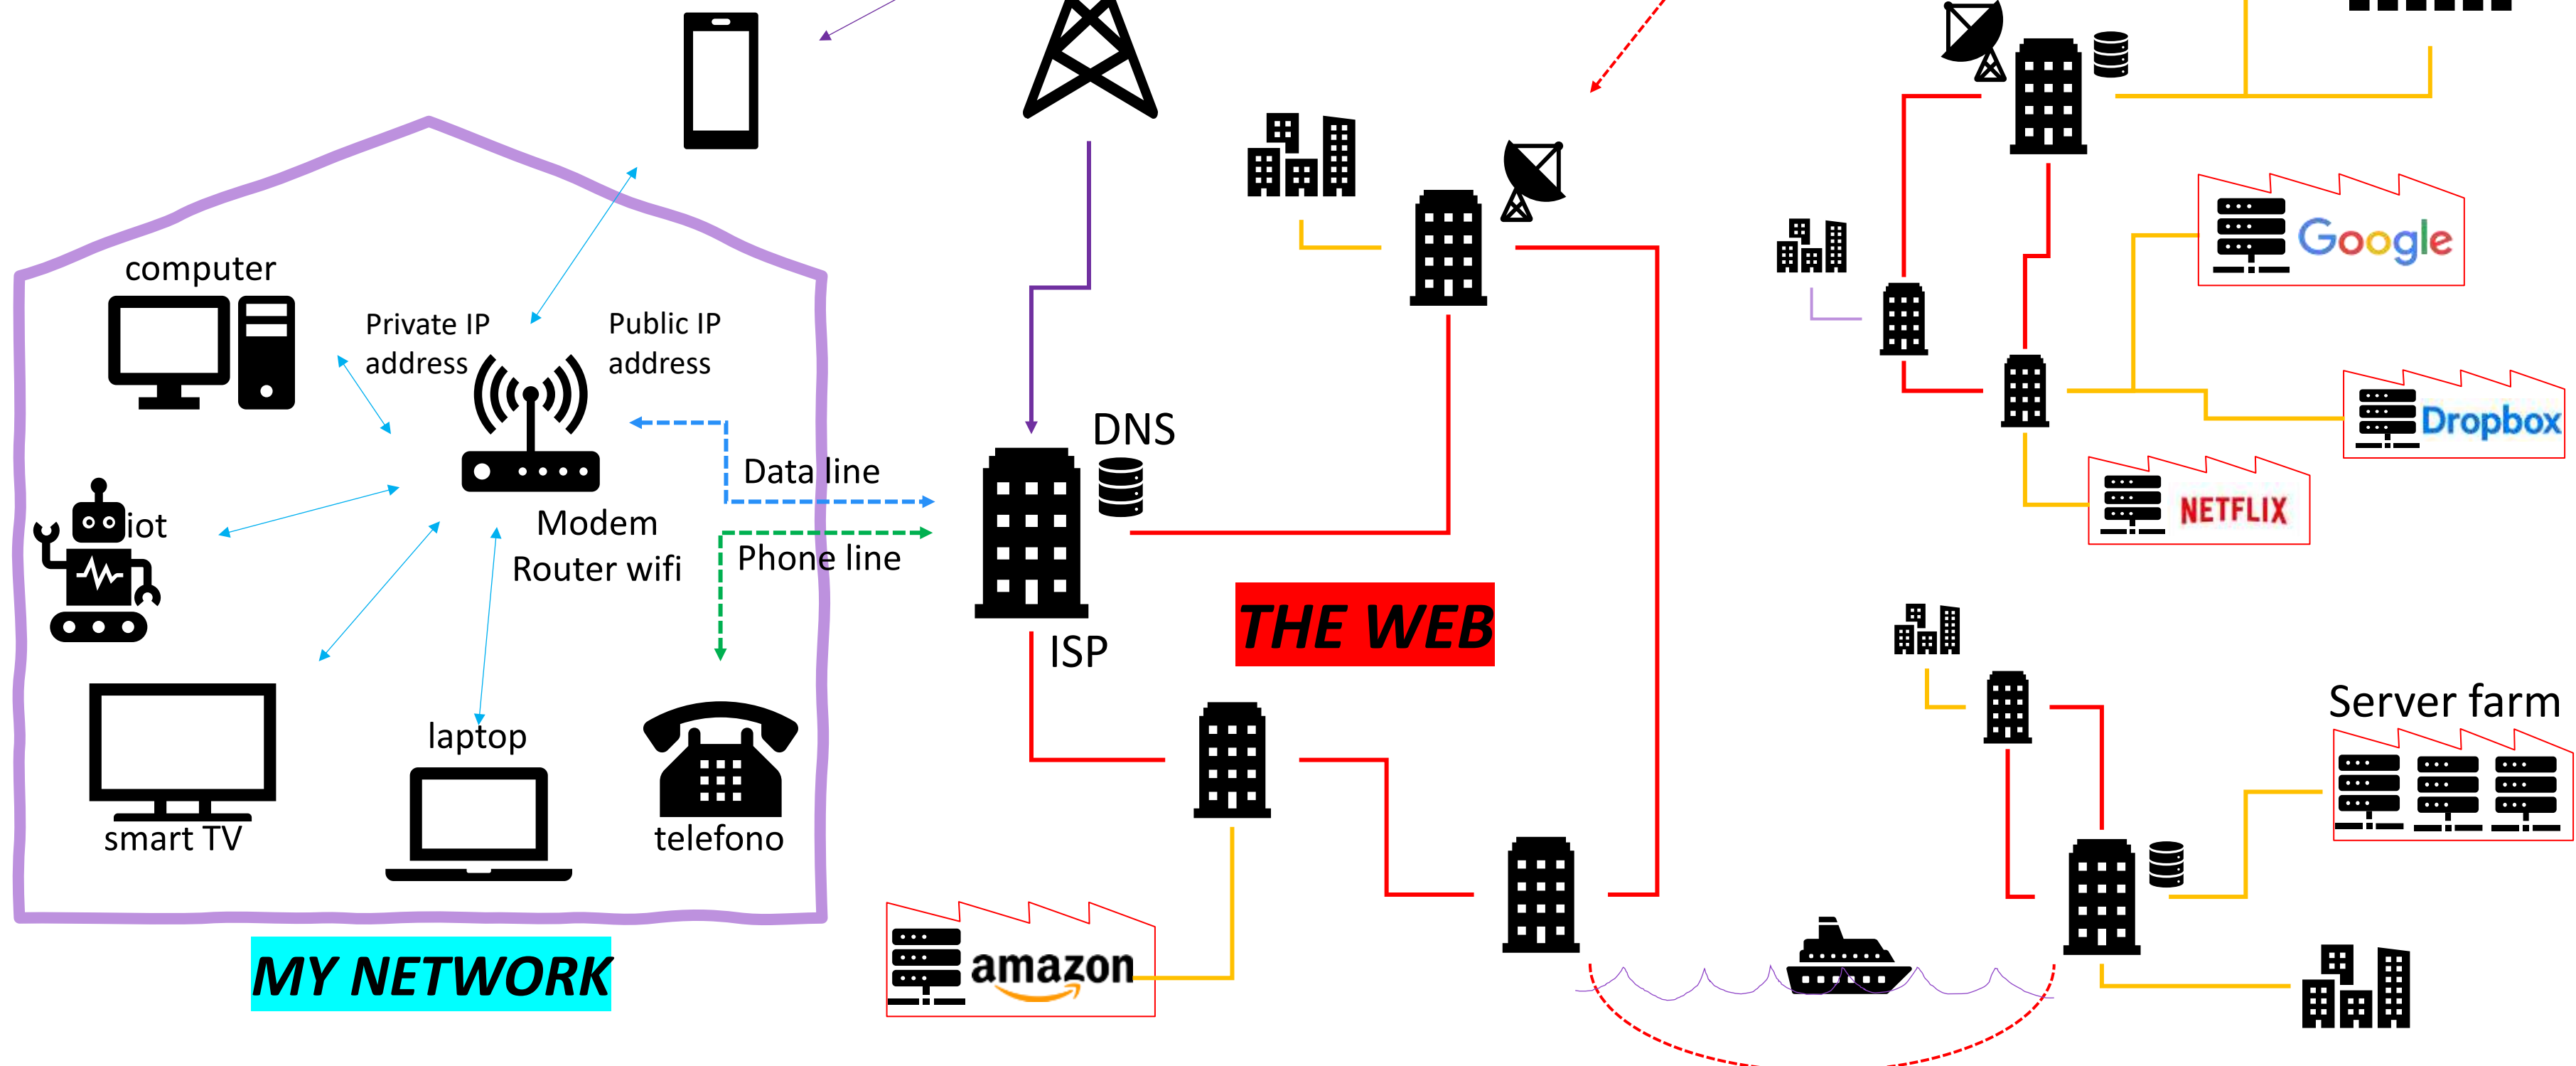 computer
Private IP
address
Public IP
address
iot
Modem
Router wifi
Data line
Phone line
smart TV
laptop
telefono
MY NETWORK
DNS
ISP
THE WEB
amazon
Google
Dropbox
NETFLIX
Server farm